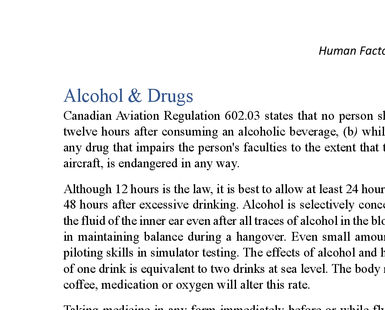 Human Facto
Alcohol & Drugs
Canadian Aviation Regulation 602.03 states that no person sl
twelve hours after consuming an alcoholic beverage, (b) whil
any drug that impairs the person's faculties to the extent that t
aircraft, is endangered in any way.
Although 12 hours is the law, it is best to allow at least 24 hour
48 hours after excessive drinking. Alcohol is selectively conce
the fluid of the inner ear even after all traces of alcohol in the blo
in maintaining balance during a hangover. Even small amour
piloting skills in simulator testing. The effects of alcohol and h
of one drink is equivalent to two drinks at sea level. The body r
coffee, medication or oxygen will alter this rate.
Taking medicine in any form immediately before or while fly